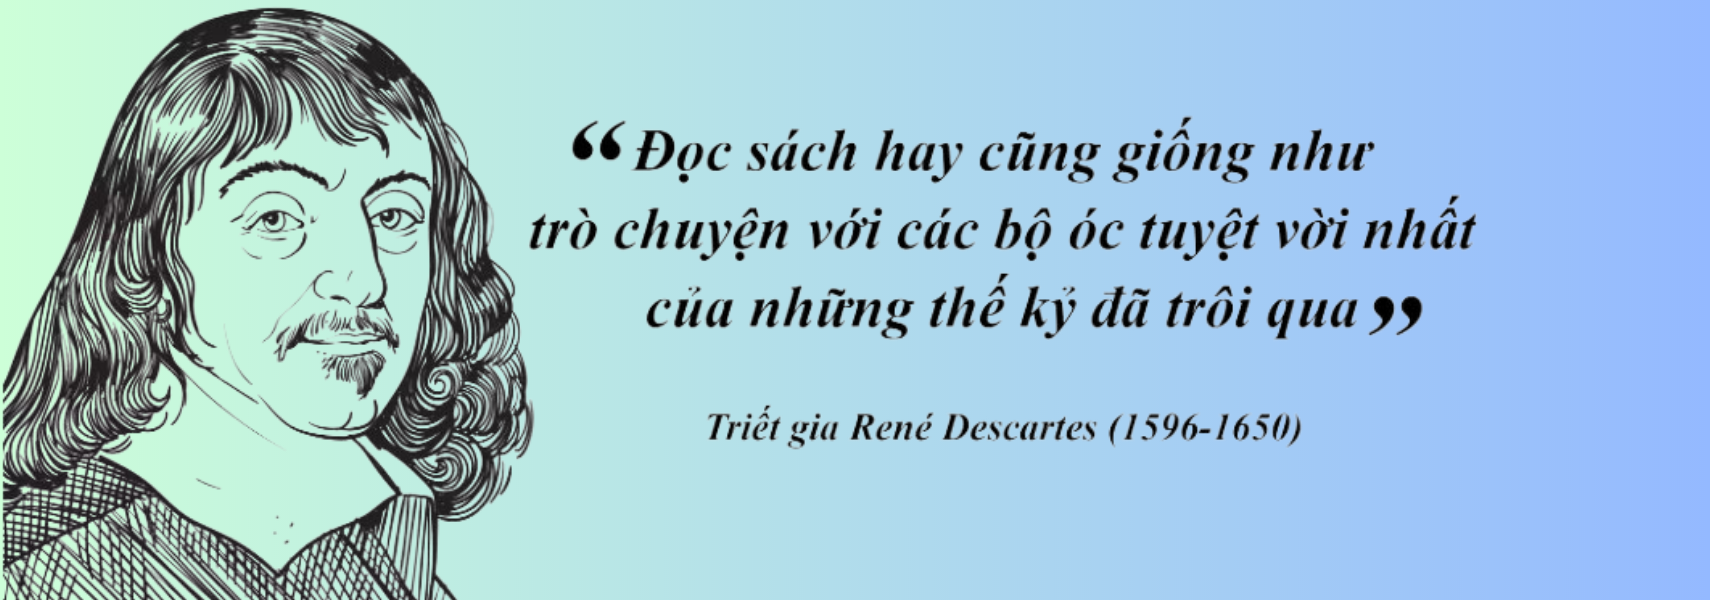 “Đọc sách hay cũng giống như
trò chuyện với các bộ óc tuyệt vời nhất
của những thế kỷ đã trôi qua”
Triết gia René Descartes (1596-1650)